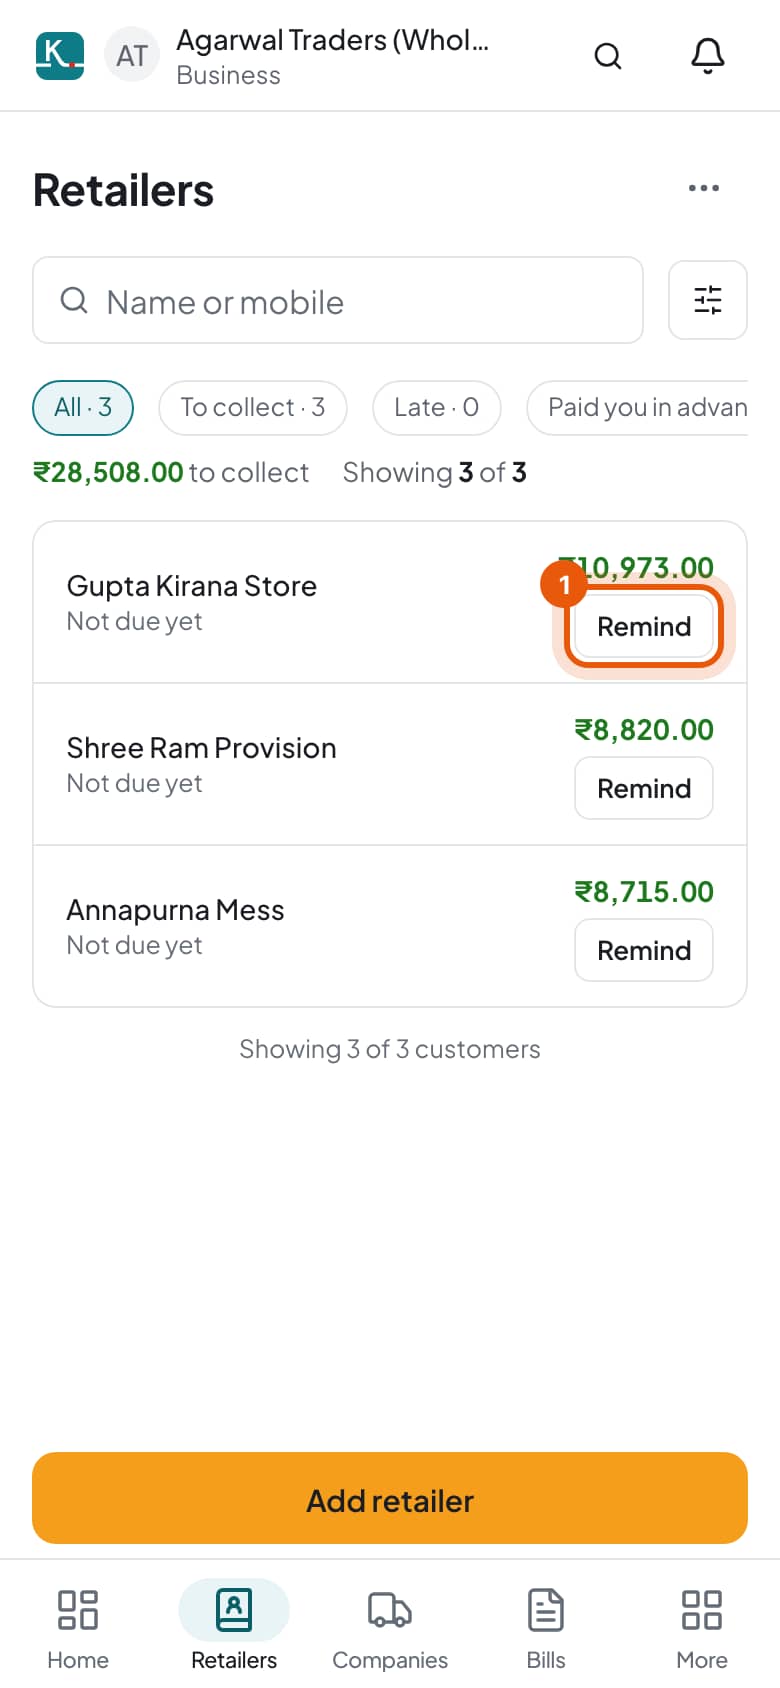 K.
AT
Agarwal Traders (Whol...
Business
Retailers
Name or mobile
All · 3
To collect · 3
Late · 0
Paid you in advan
₹28,508.00 to collect
Showing 3 of 3
Gupta Kirana Store
Not due yet
₹10,973.00
1
Remind
Shree Ram Provision
Not due yet
₹8,820.00
Remind
Annapurna Mess
Not due yet
₹8,715.00
Remind
Showing 3 of 3 customers
Add retailer
Home
Retailers
Companies
Bills
More